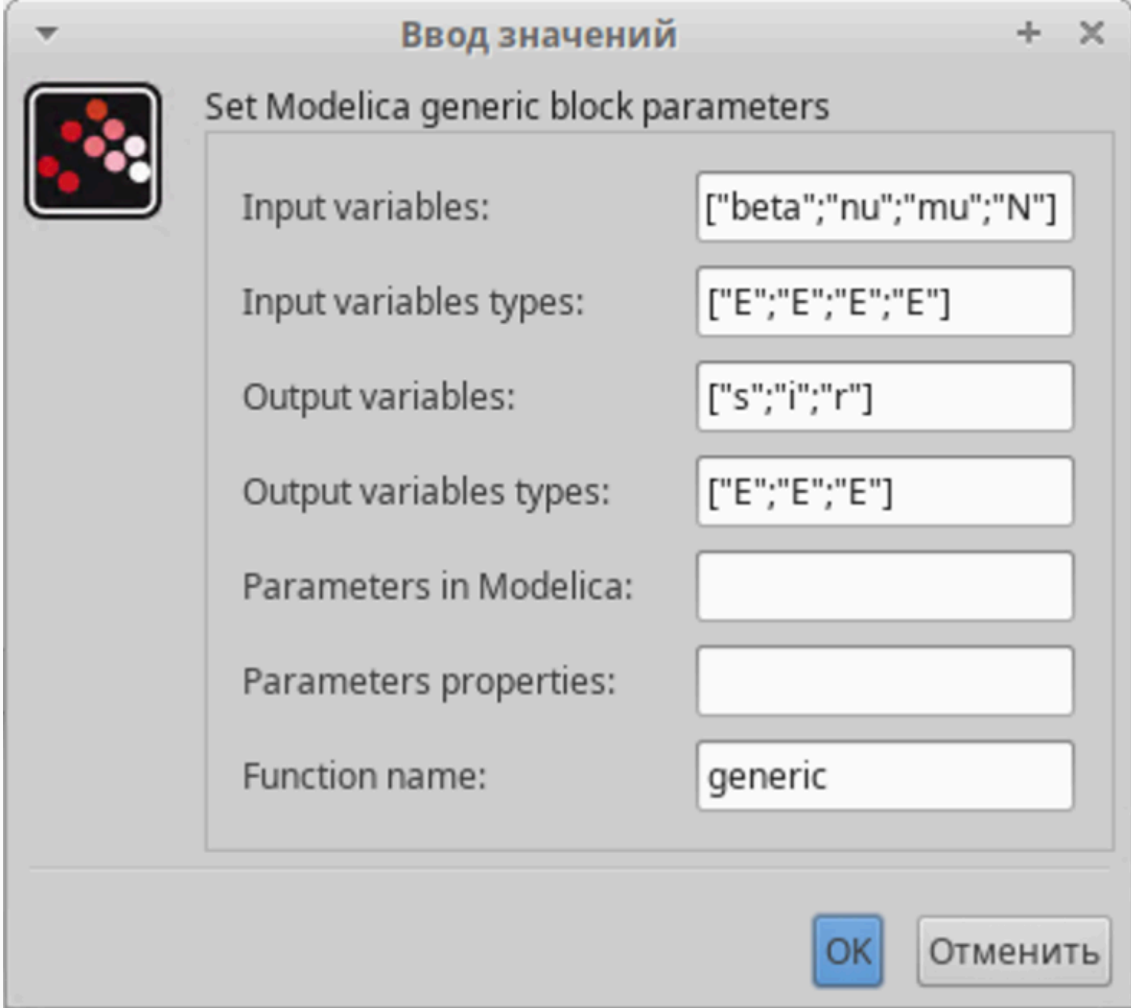 Ввод значений
Set Modelica generic block parameters
Input variables: ["beta";"nu";"mu";"N"]
Input variables types: ["E";"E";"E";"E"]
Output variables: ["s";"i";"r"]
Output variables types: ["E";"E";"E"]
Parameters in Modelica:
Parameters properties:
Function name: generic
OK Отменить